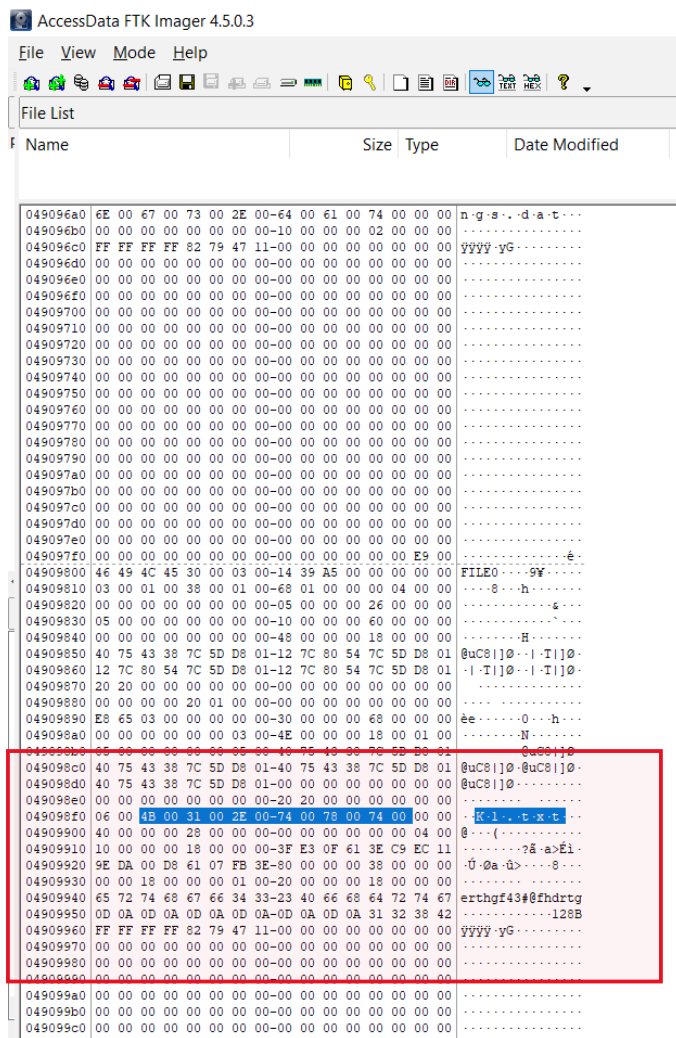 AccessData FTK Imager 4.5.0.3
File View Mode Help
File List
Name Size Type Date Modified
049096a0 6E 00 67 00 73 00 2E 00-64 00 61 00 74 00 00 00 n·g·s·.·d·a·t···
049096b0 00 00 00 00 00 00 00 00-10 00 00 00 02 00 00 00 ················
049096c0 FF FF FF FF 82 79 47 11-00 00 00 00 00 00 00 00 ÿÿÿÿ·yG·········
049096d0 00 00 00 00 00 00 00 00-00 00 00 00 00 00 00 00 ················
049096e0 00 00 00 00 00 00 00 00-00 00 00 00 00 00 00 00 ················
049096f0 00 00 00 00 00 00 00 00-00 00 00 00 00 00 00 00 ················
04909700 00 00 00 00 00 00 00 00-00 00 00 00 00 00 00 00 ················
04909710 00 00 00 00 00 00 00 00-00 00 00 00 00 00 00 00 ················
04909720 00 00 00 00 00 00 00 00-00 00 00 00 00 00 00 00 ················
04909730 00 00 00 00 00 00 00 00-00 00 00 00 00 00 00 00 ················
04909740 00 00 00 00 00 00 00 00-00 00 00 00 00 00 00 00 ················
04909750 00 00 00 00 00 00 00 00-00 00 00 00 00 00 00 00 ················
04909760 00 00 00 00 00 00 00 00-00 00 00 00 00 00 00 00 ················
04909770 00 00 00 00 00 00 00 00-00 00 00 00 00 00 00 00 ················
04909780 00 00 00 00 00 00 00 00-00 00 00 00 00 00 00 00 ················
04909790 00 00 00 00 00 00 00 00-00 00 00 00 00 00 00 00 ················
049097a0 00 00 00 00 00 00 00 00-00 00 00 00 00 00 00 00 ················
049097b0 00 00 00 00 00 00 00 00-00 00 00 00 00 00 00 00 ················
049097c0 00 00 00 00 00 00 00 00-00 00 00 00 00 00 00 00 ················
049097d0 00 00 00 00 00 00 00 00-00 00 00 00 00 00 00 00 ················
049097e0 00 00 00 00 00 00 00 00-00 00 00 00 00 00 00 00 ················
049097f0 00 00 00 00 00 00 00 00-00 00 00 00 00 00 E9 00 ··············é·
04909800 46 49 4C 45 30 00 03 00-14 39 A5 00 00 00 00 00 FILE0····9¥·····
04909810 03 00 01 00 38 00 01 00-68 01 00 00 00 04 00 00 ····8···h·······
04909820 00 00 00 00 00 00 00 00-05 00 00 00 26 00 00 00 ············&···
04909830 05 00 00 00 00 00 00 00-10 00 00 00 60 00 00 00 ············`···
04909840 00 00 00 00 00 00 00 00-48 00 00 00 18 00 00 00 ········H·······
04909850 40 75 43 38 7C 5D D8 01-12 7C 80 54 7C 5D D8 01 @uC8|]Ø··|·T|]Ø·
04909860 12 7C 80 54 7C 5D D8 01-12 7C 80 54 7C 5D D8 01 ·|·T|]Ø··|·T|]Ø·
04909870 20 20 00 00 00 00 00 00-00 00 00 00 00 00 00 00 ··············
04909880 00 00 00 00 20 01 00 00-00 00 00 00 00 00 00 00 ···· ···········
04909890 E8 65 03 00 00 00 00 00-30 00 00 00 68 00 00 00 èe······0···h···
049098a0 00 00 00 00 00 00 03 00-4E 00 00 00 18 00 01 00 ········N·······
049098b0 05 00 00 00 00 00 05 00-40 75 43 38 7C 5D D8 01 ········@uC8|]Ø·
049098c0 40 75 43 38 7C 5D D8 01-40 75 43 38 7C 5D D8 01 @uC8|]Ø·@uC8|]Ø·
049098d0 40 75 43 38 7C 5D D8 01-00 00 00 00 00 00 00 00 @uC8|]Ø·········
049098e0 00 00 00 00 00 00 00 00-20 20 00 00 00 00 00 00 ········  ······
049098f0 06 00 4B 00 31 00 2E 00-74 00 78 00 74 00 00 00 ··K·1·.·t·x·t···
04909900 40 00 00 00 28 00 00 00-00 00 00 00 00 00 04 00 @···(···········
04909910 10 00 00 00 18 00 00 00-3F E3 0F 61 3E C9 EC 11 ········?ã·a>Éì·
04909920 9E DA 00 D8 61 07 FB 3E-80 00 00 00 38 00 00 00 ·Ú·Øa·û>····8···
04909930 00 00 18 00 00 00 01 00-20 00 00 00 18 00 00 00 ········ ·······
04909940 65 72 74 68 67 66 34 33-23 40 66 68 64 72 74 67 erthgf43#@fhdrtg
04909950 0D 0A 0D 0A 0D 0A 0D 0A-0D 0A 0D 0A 31 32 38 42 ············128B
04909960 FF FF FF FF 82 79 47 11-00 00 00 00 00 00 00 00 ÿÿÿÿ·yG·········
04909970 00 00 00 00 00 00 00 00-00 00 00 00 00 00 00 00 ················
04909980 00 00 00 00 00 00 00 00-00 00 00 00 00 00 00 00 ················
04909990 00 00 00 00 00 00 00 00-00 00 00 00 00 00 00 00 ················
049099a0 00 00 00 00 00 00 00 00-00 00 00 00 00 00 00 00 ················
049099b0 00 00 00 00 00 00 00 00-00 00 00 00 00 00 00 00 ················
049099c0 00 00 00 00 00 00 00 00-00 00 00 00 00 00 00 00 ················